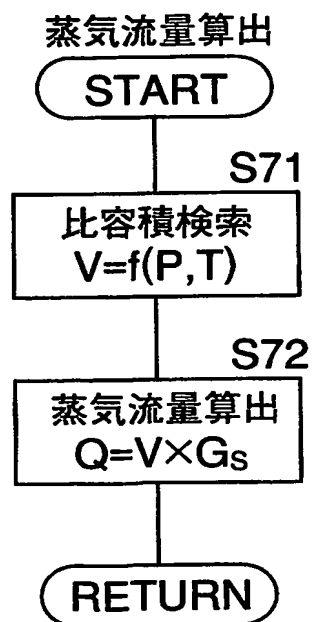 蒸気流量算出
START
S71
比容積検索
V=f(P,T)
S72
蒸気流量算出
Q=V×Gs
RETURN